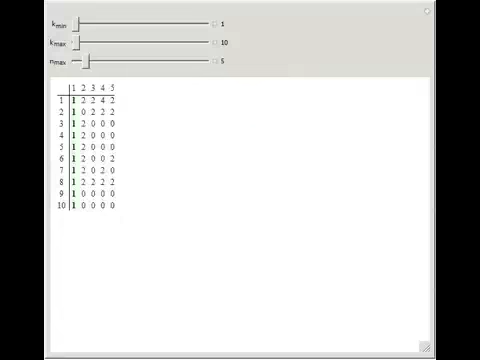 kmin 1
kmax 10
nmax 5
1 2 3 4 5
1 1 2 2 4 2
2 1 0 2 2 2
3 1 2 0 0 0
4 1 2 0 0 0
5 1 2 0 0 0
6 1 2 0 0 2
7 1 2 0 2 0
8 1 2 2 2 2
9 1 0 0 0 0
10 1 0 0 0 0